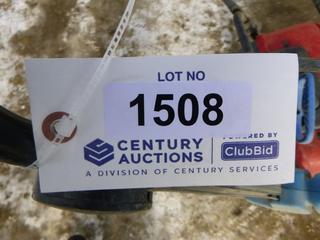 LOT NO
1508
CENTURY
AUCTIONS
POWERED BY
ClubBid
A DIVISION OF CENTURY SERVICES